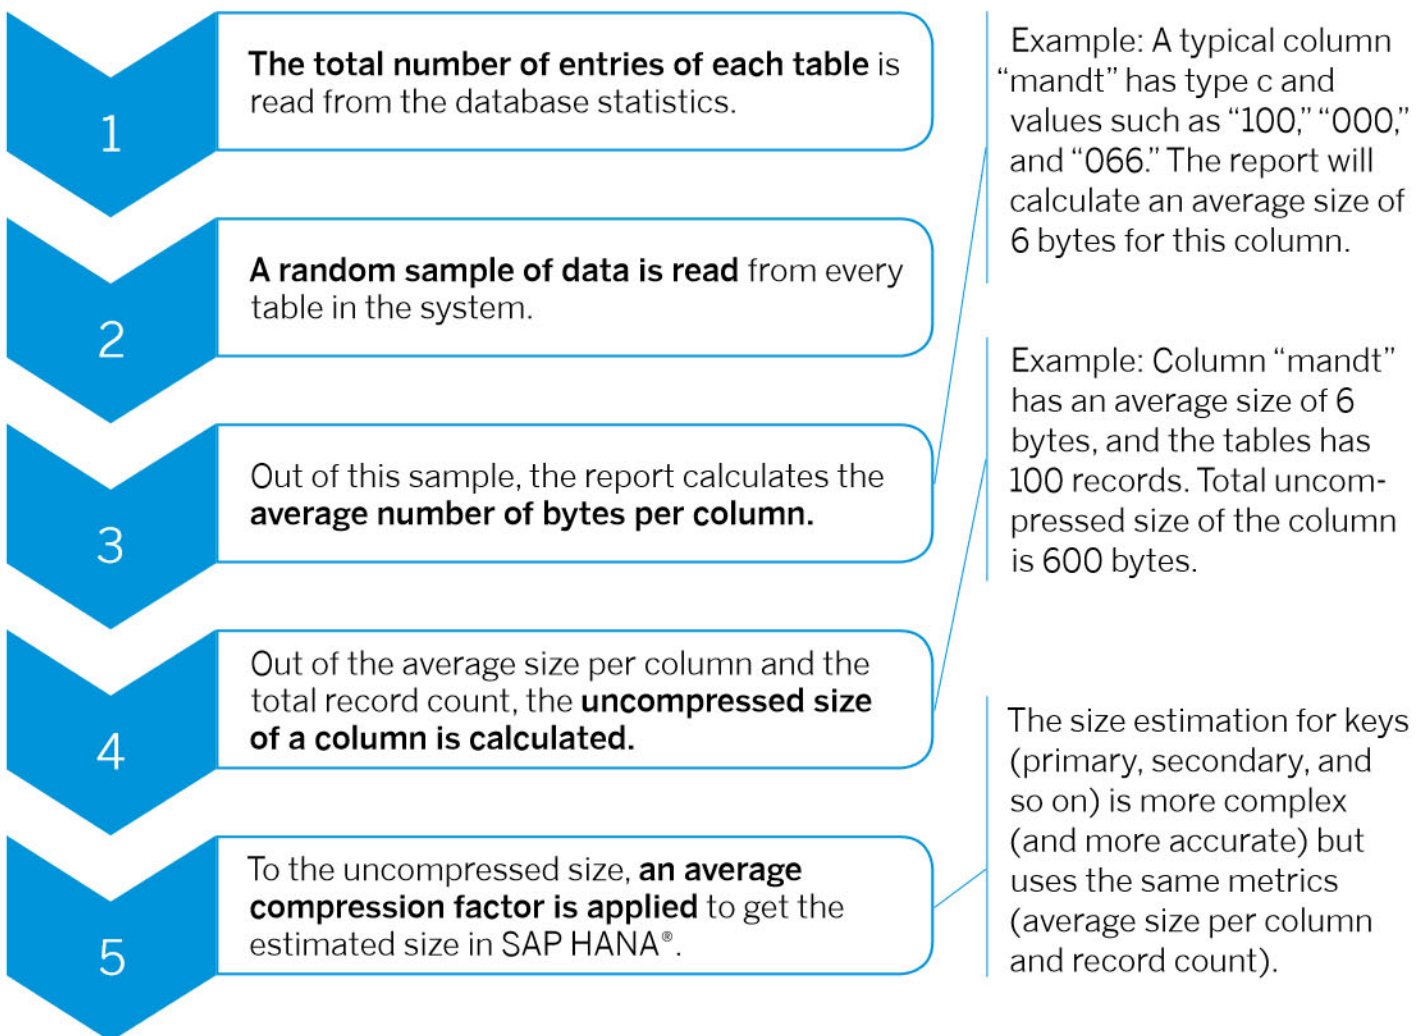 1
The total number of entries of each table is
read from the database statistics.
2
A random sample of data is read from every
table in the system.
3
Out of this sample, the report calculates the
average number of bytes per column.
4
Out of the average size per column and the
total record count, the uncompressed size
of a column is calculated.
5
To the uncompressed size, an average
compression factor is applied to get the
estimated size in SAP HANA®.
Example: A typical column
“mandt” has type c and
values such as “100,” “000,”
and “066.” The report will
calculate an average size of
6 bytes for this column.
Example: Column “mandt”
has an average size of 6
bytes, and the tables has
100 records. Total uncom-
pressed size of the column
is 600 bytes.
The size estimation for keys
(primary, secondary, and
so on) is more complex
(and more accurate) but
uses the same metrics
(average size per column
and record count).